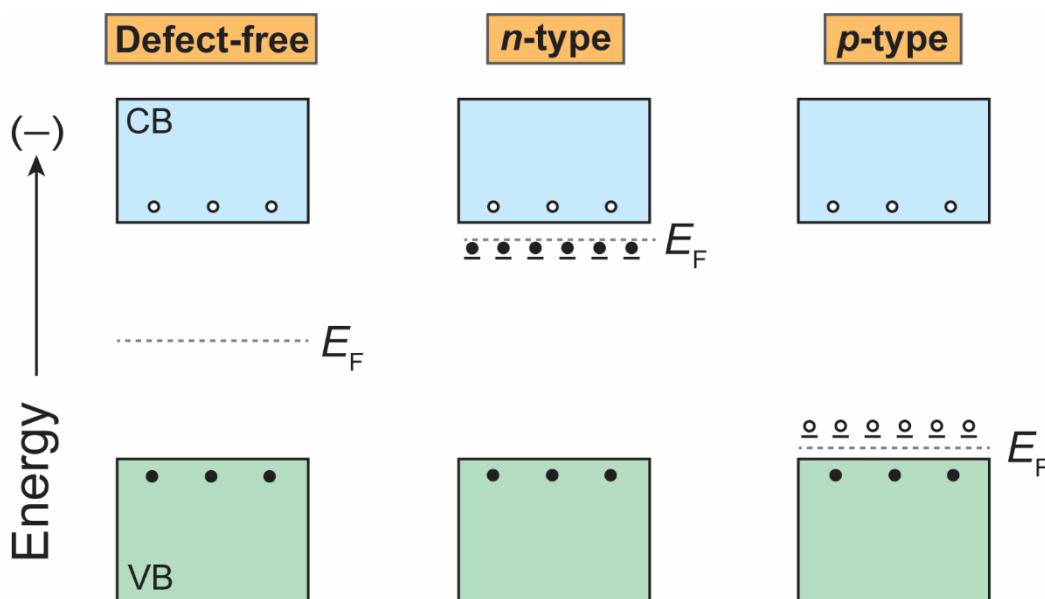 Defect-free
n-type
p-type
(–)
CB
E_F
E_F
E_F
Energy
VB